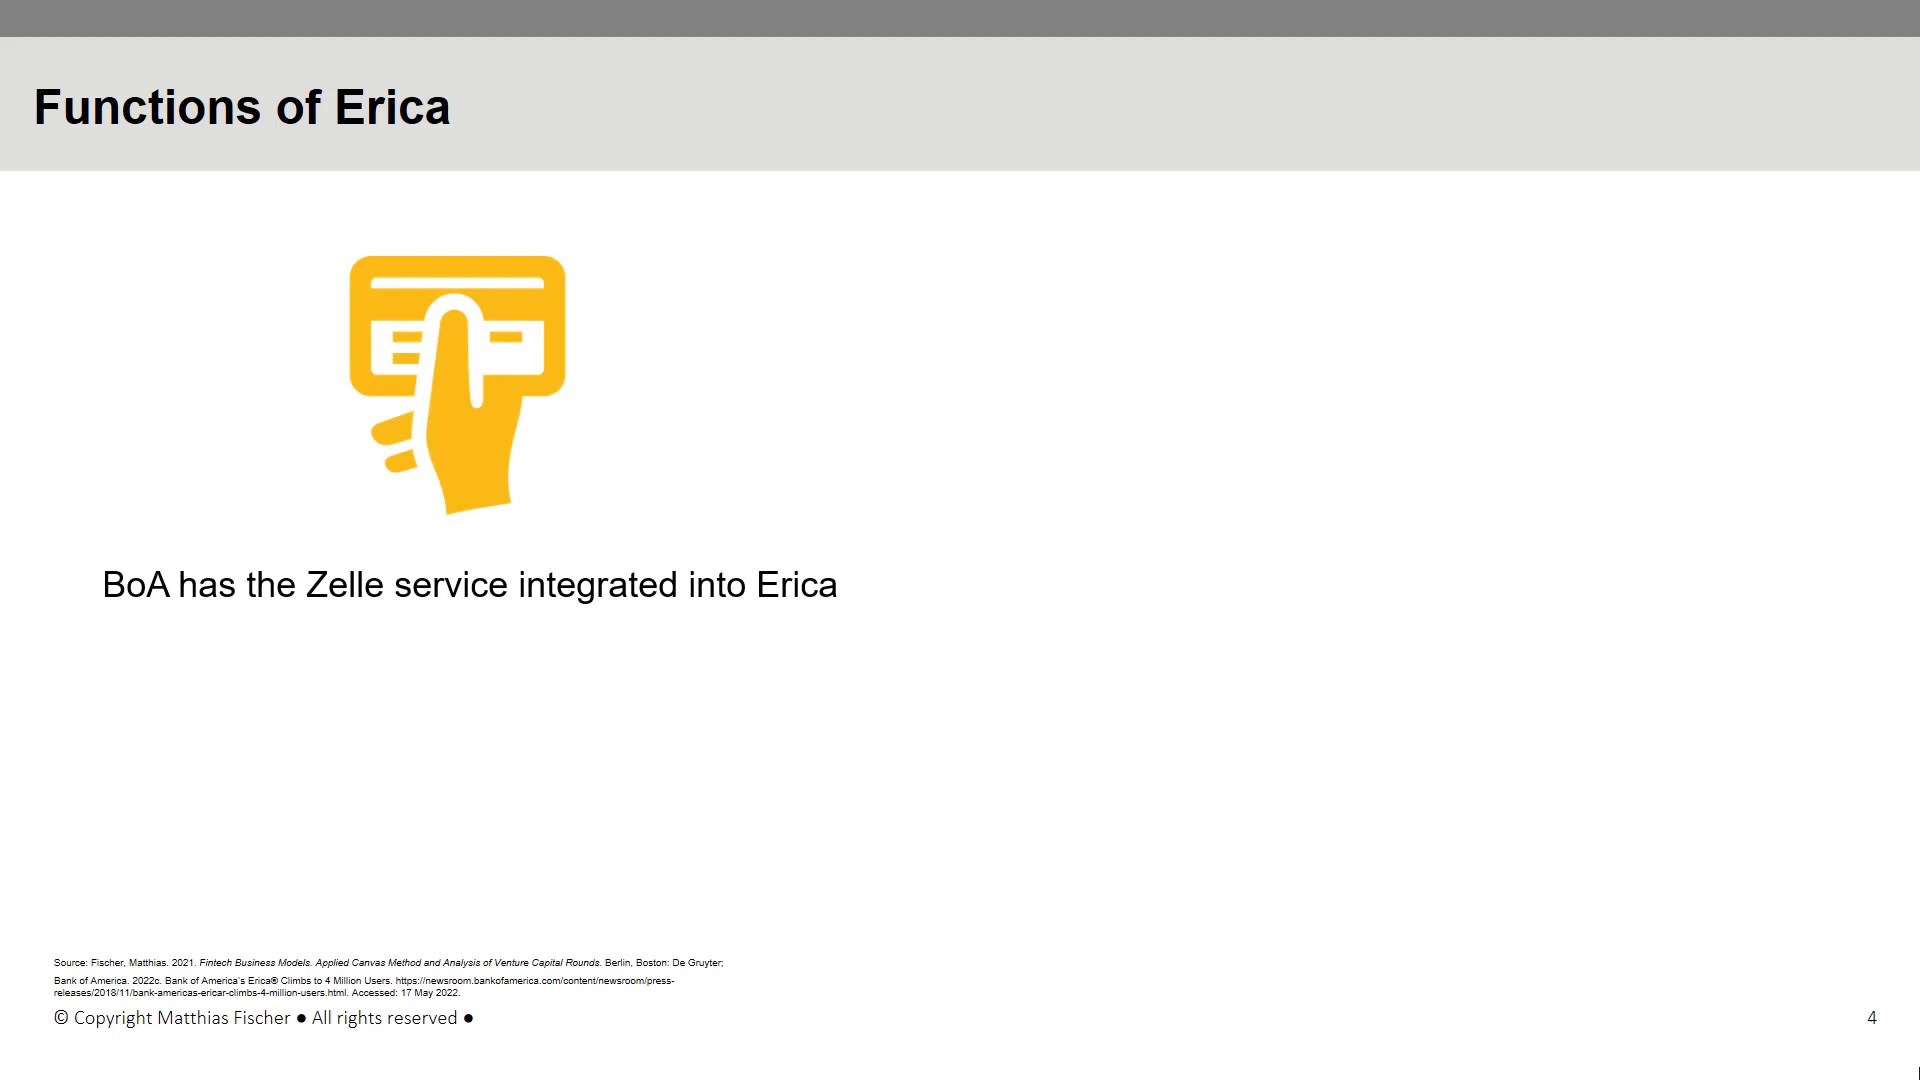 Functions of Erica
BoA has the Zelle service integrated into Erica
Source: Fischer, Matthias. 2021. Fintech Business Models. Applied Canvas Method and Analysis of Venture Capital Rounds. Berlin, Boston: De Gruyter;
Bank of America. 2022c. Bank of America's Erica® Climbs to 4 Million Users. https://newsroom.bankofamerica.com/content/newsroom/press-
releases/2018/11/bank-americas-ericar-climbs-4-million-users.html. Accessed: 17 May 2022.
© Copyright Matthias Fischer ● All rights reserved ●
4